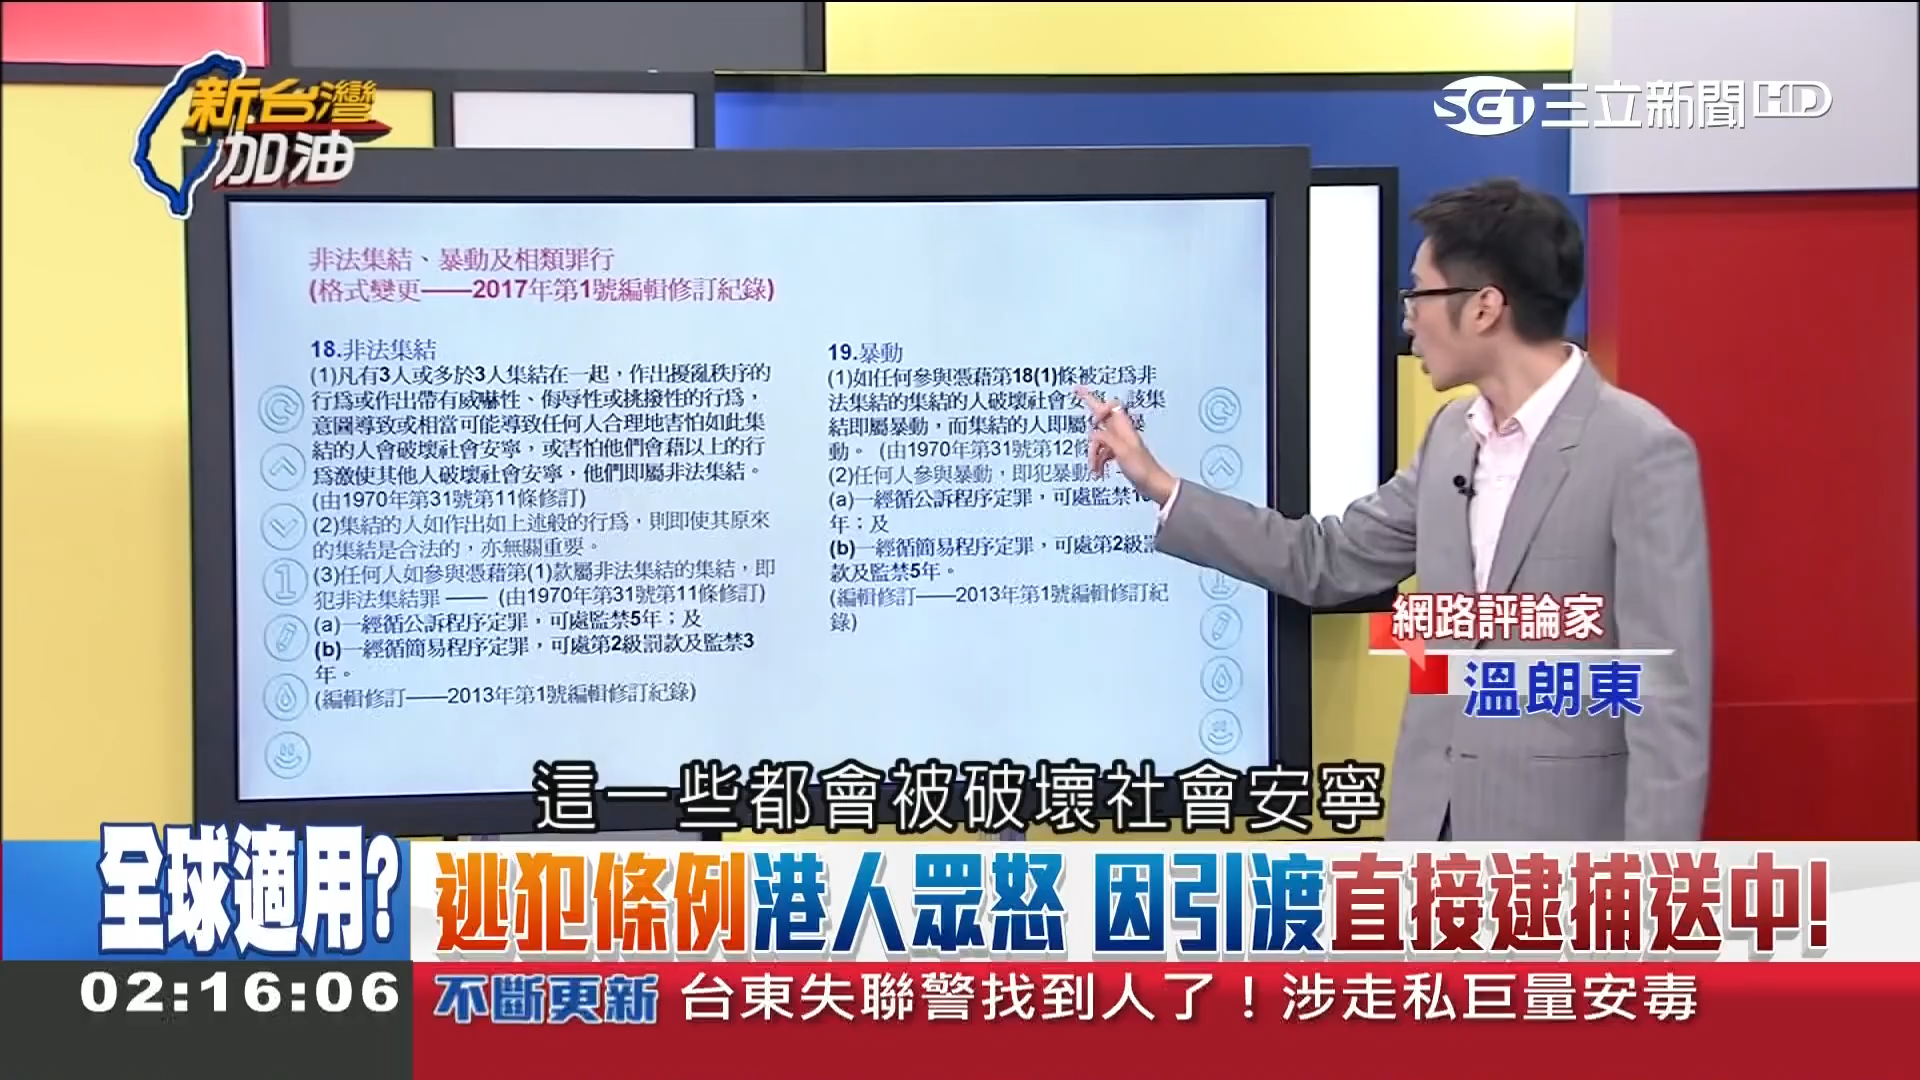 新台灣
加油
SET三立新聞HD
非法集結、暴動及相類罪行
(格式變更——2017年第1號編輯修訂紀錄)
18.非法集結
(1)凡有3人或多於3人集結在一起，作出擾亂秩序的
行為或作出帶有威嚇性、侮辱性或挑撥性的行為，
意圖導致或相當可能導致任何人合理地害怕如此集
結的人會破壞社會安寧，或害怕他們會藉以上的行
為激使其他人破壞社會安寧，他們即屬非法集結。
(由1970年第31號第11條修訂)
(2)集結的人如作出如上述般的行為，則即使其原來
的集結是合法的，亦無關重要。
(3)任何人如參與憑藉第(1)款屬非法集結的集結，即
犯非法集結罪 —— (由1970年第31號第11條修訂)
(a)一經循公訴程序定罪，可處監禁5年；及
(b)一經循簡易程序定罪，可處第2級罰款及監禁3
年。
(編輯修訂——2013年第1號編輯修訂紀錄)
19.暴動
(1)如任何參與憑藉第18(1)條被定為非
法集結的集結的人破壞社會安寧，該集
結即屬暴動，而集結的人即屬 暴
動。 (由1970年第31號第12條
(2)任何人參與暴動，即犯暴動罪
(a)一經循公訴程序定罪，可處監禁10
年；及
(b)一經循簡易程序定罪，可處第2級罰
款及監禁5年。
(編輯修訂——2013年第1號編輯修訂紀
錄)
網路評論家
溫朗東
這一些都會被破壞社會安寧
全球適用?
逃犯條例港人眾怒 因引渡直接逮捕送中!
02:16:06
不斷更新 台東失聯警找到人了！涉走私巨量安毒